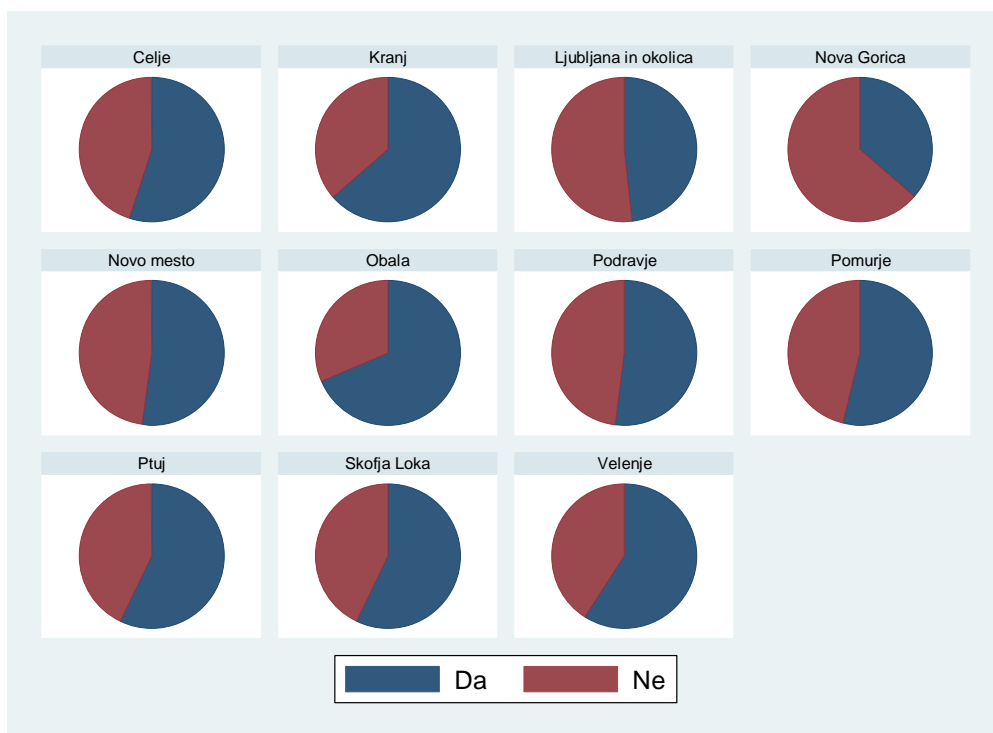 Celje
Kranj
Ljubljana in okolica
Nova Gorica
Novo mesto
Obala
Podravje
Pomurje
Ptuj
Skofja Loka
Velenje
Da
Ne